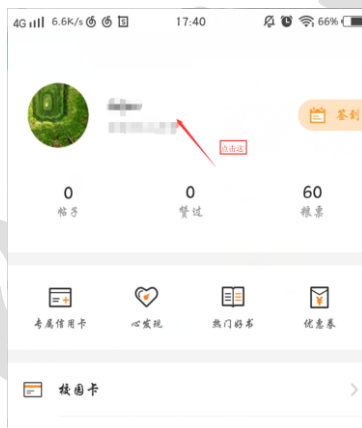 4G 6.6K/s 17:40 66%
签到
点击这
0 0 60
帖子 赞过 粮票
专属信用卡 心发现 热门好书 优惠券
校园卡